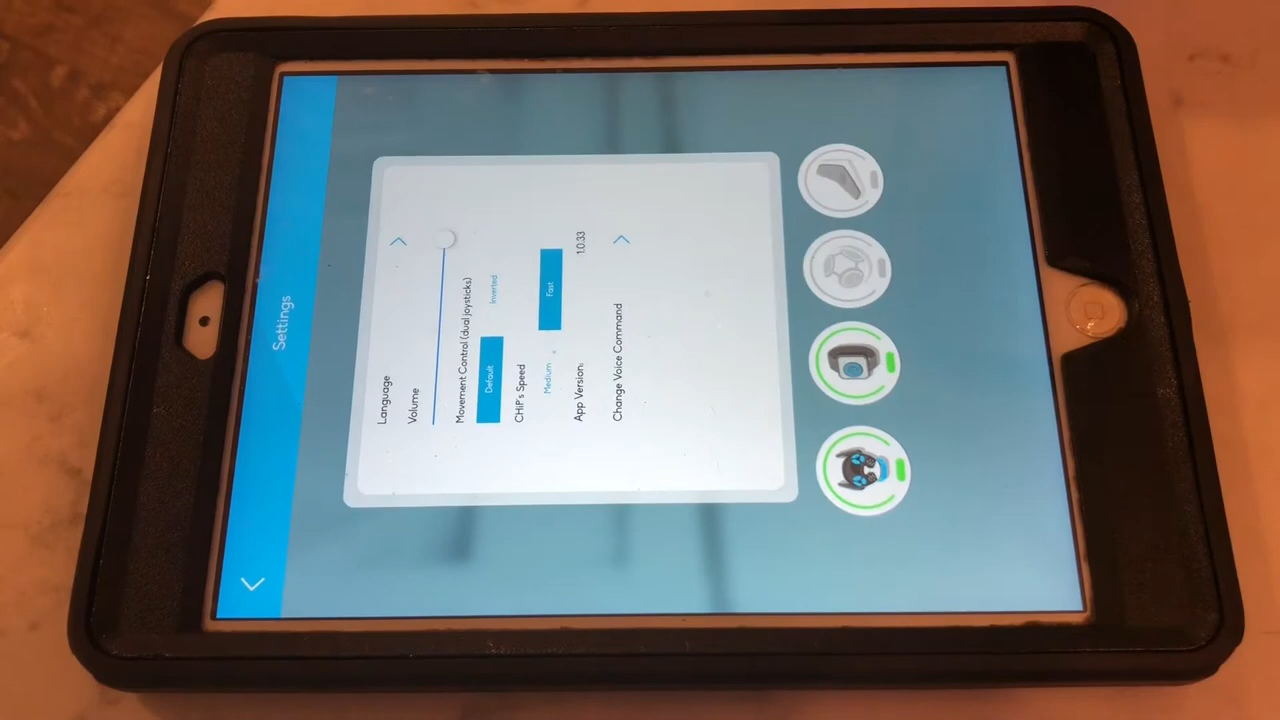 Settings
Language
Volume
Movement Control (dual joysticks)
Default Inverted
CHiP's Speed
Medium Fast
App Version: 1.0.33
Change Voice Command